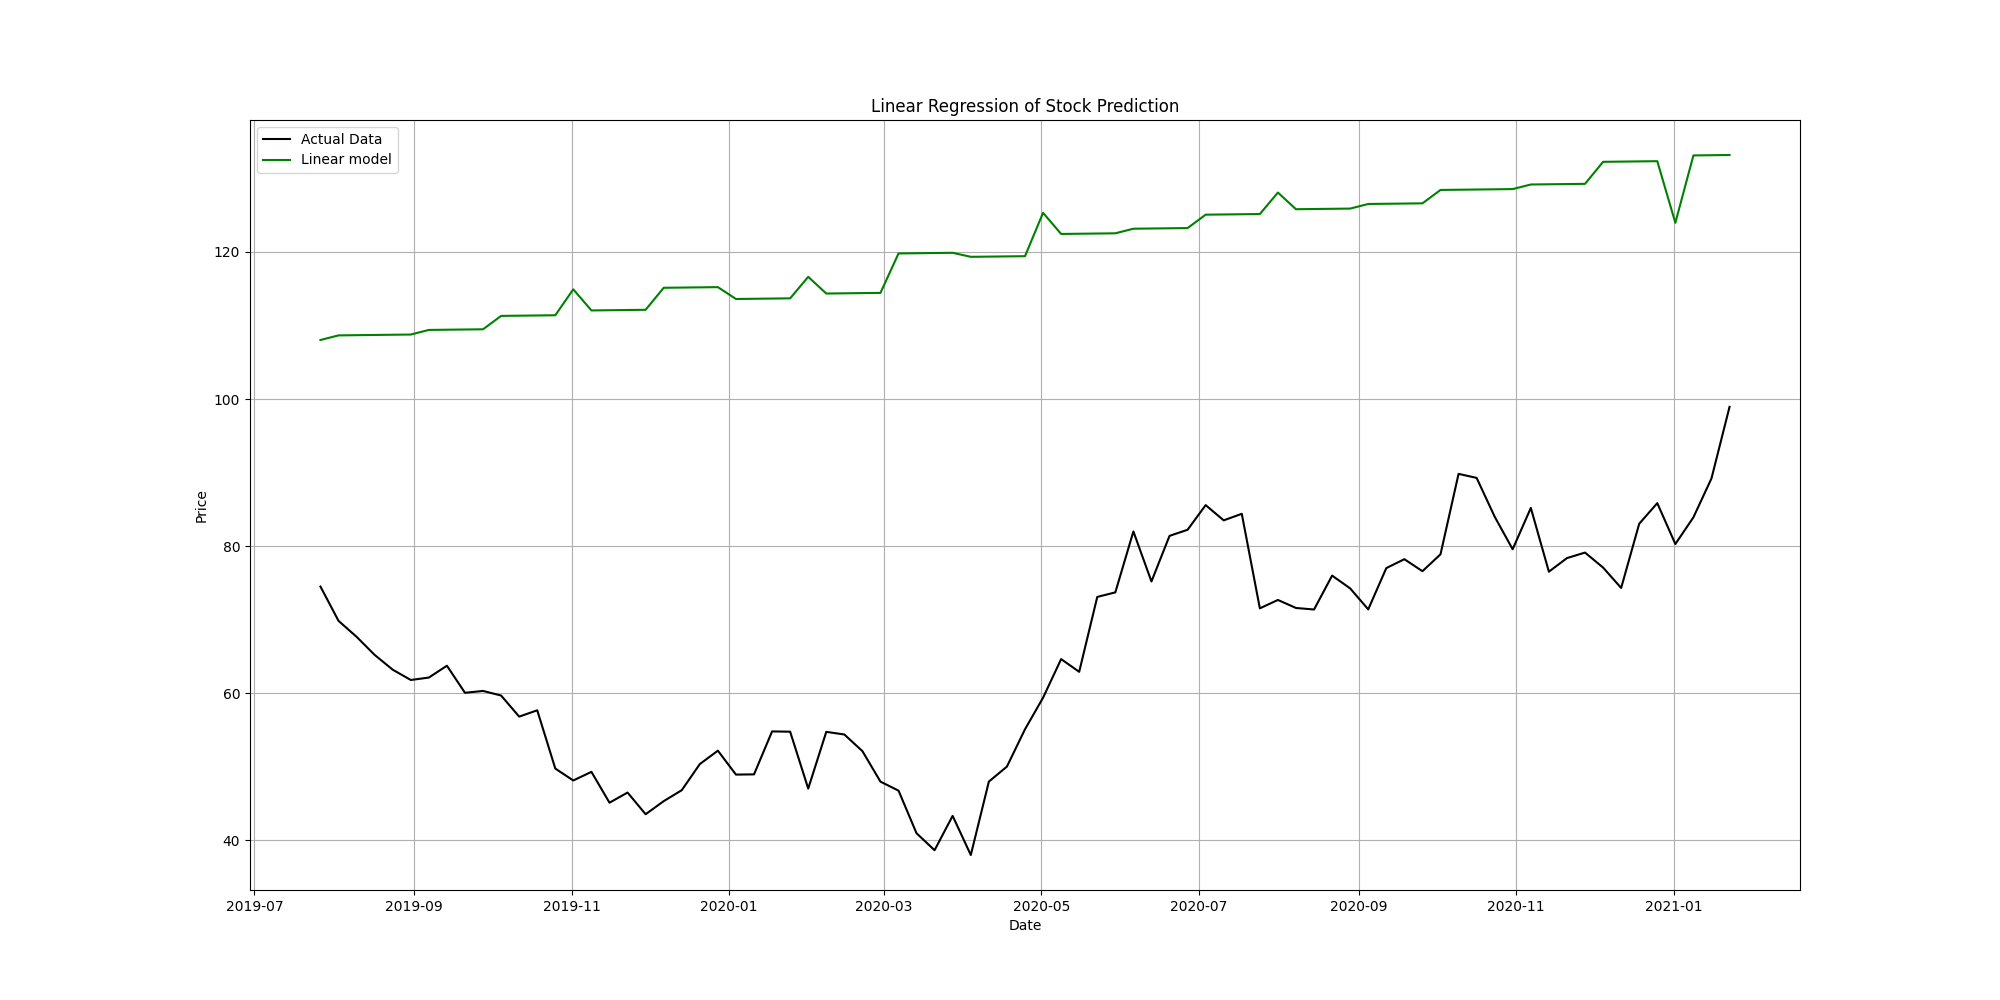 Linear Regression of Stock Prediction
Actual Data
Linear model
120
100
80
60
40
Price
2019-07 2019-09 2019-11 2020-01 2020-03 2020-05 2020-07 2020-09 2020-11 2021-01
Date